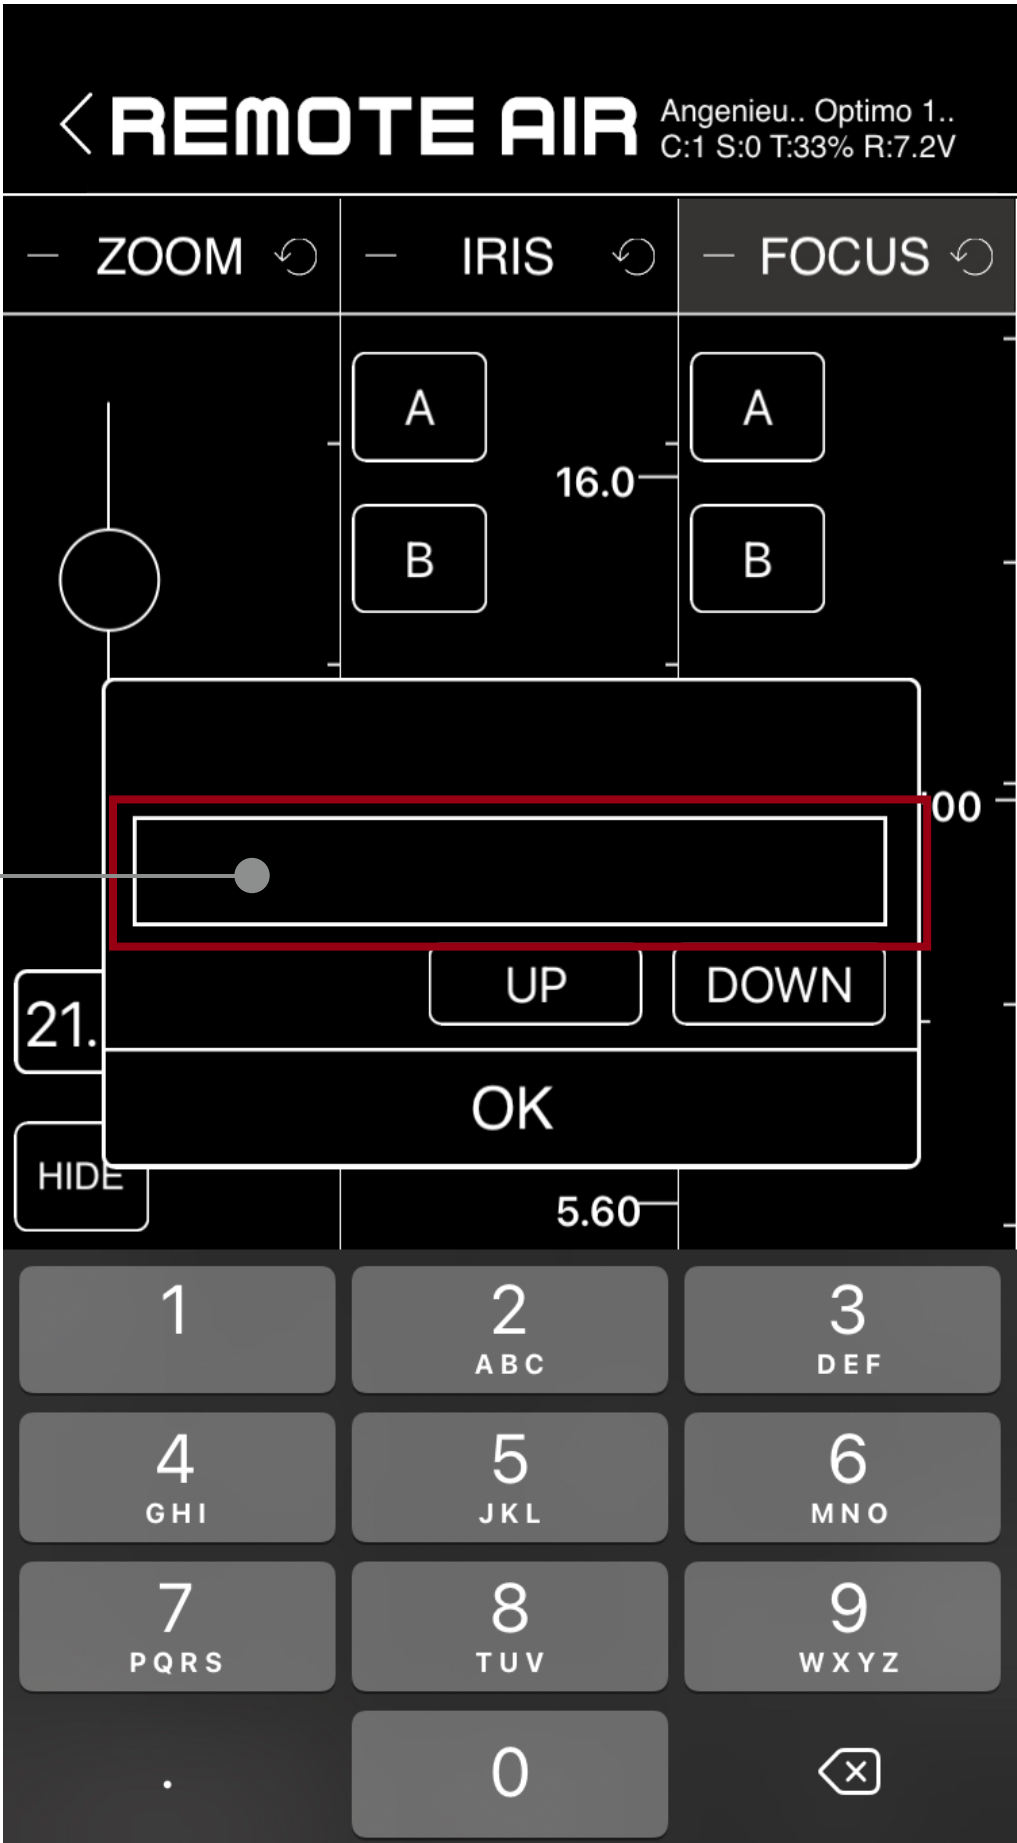 REMOTE AIR
Angenieu.. Optimo 1..
C:1 S:0 T:33% R:7.2V
ZOOM IRIS FOCUS
A A
16.0
B B
00
UP DOWN
21.
OK
HIDE
5.60
1 2 3
ABC DEF
4 5 6
GHI JKL MNO
7 8 9
PQRS TUV WXYZ
. 0